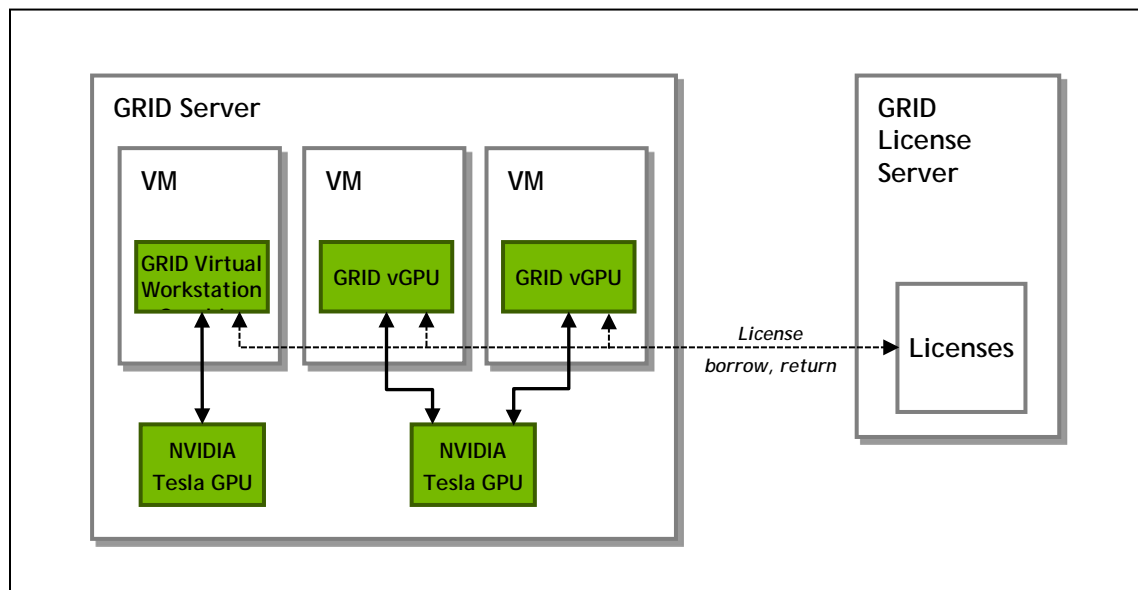 GRID Server
VM
GRID Virtual
Workstation
VM
GRID vGPU
VM
GRID vGPU
NVIDIA
Tesla GPU
NVIDIA
Tesla GPU
License
borrow, return
GRID
License
Server
Licenses